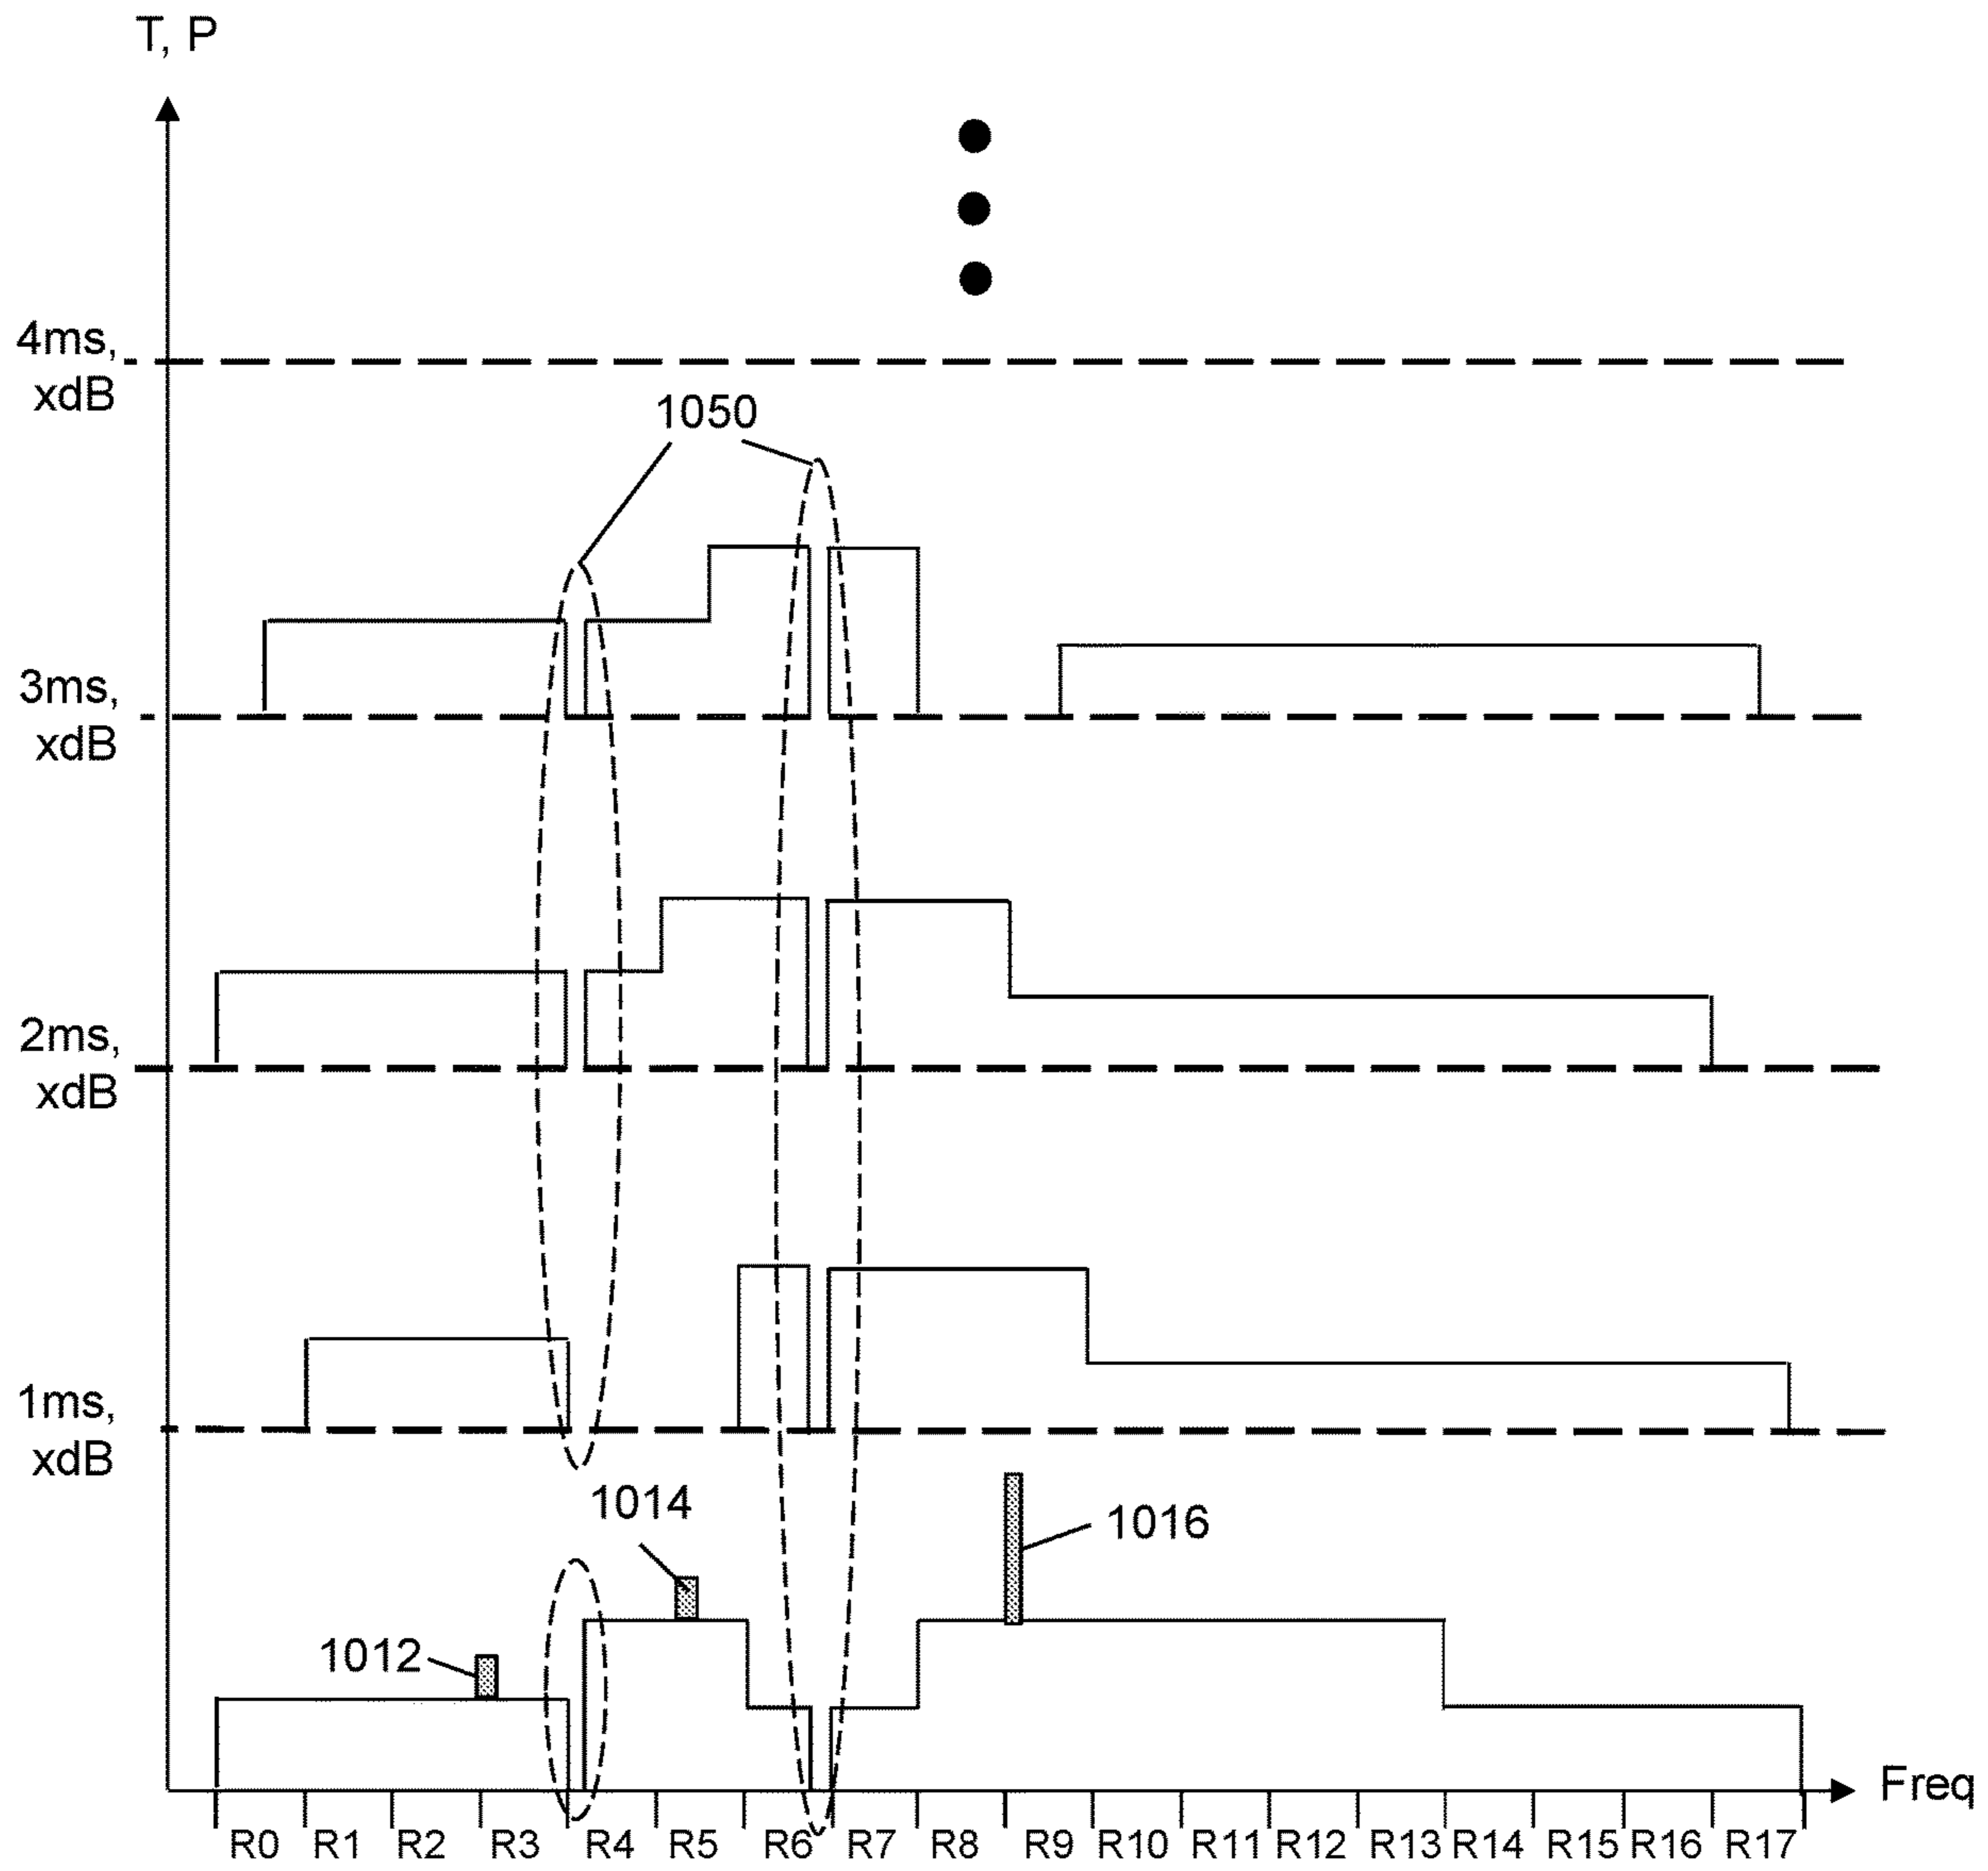 T, P
4ms,
xdB
1050
3ms,
xdB
2ms,
xdB
1ms,
xdB
1014
1016
1012
Freq
R0 R1 R2 R3 R4 R5 R6 R7 R8 R9 R10 R11 R12 R13 R14 R15 R16 R17